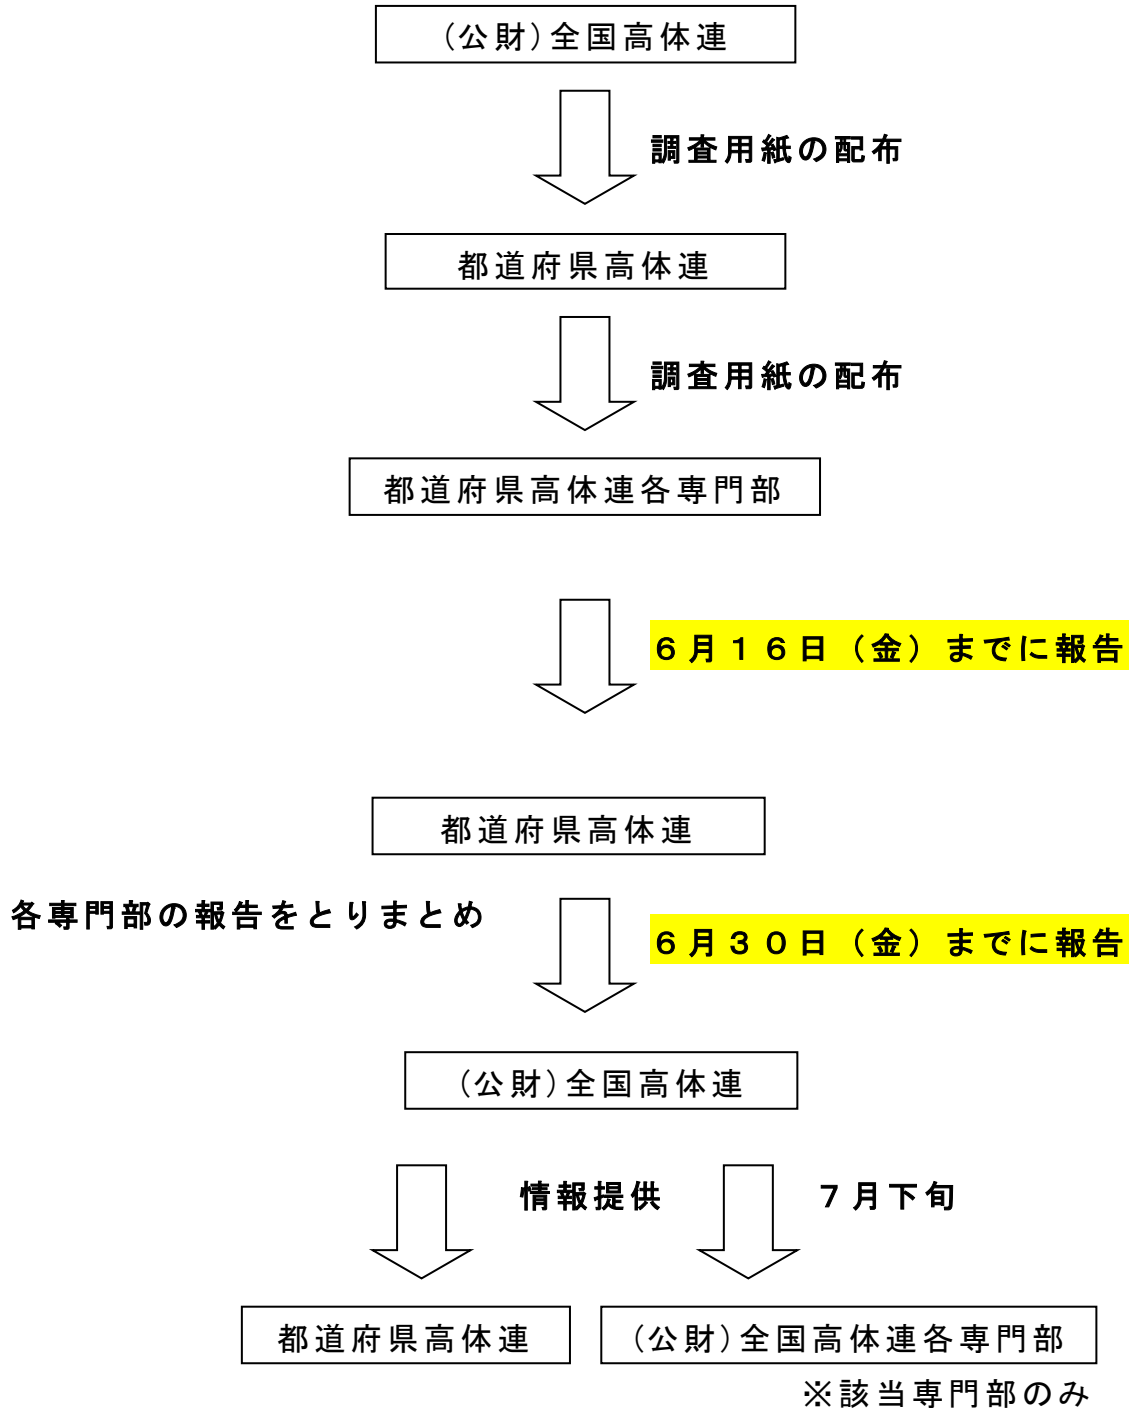 (公財)全国高体連
調査用紙の配布
都道府県高体連
調査用紙の配布
都道府県高体連各専門部
６月１６日（金）までに報告
都道府県高体連
各専門部の報告をとりまとめ
６月３０日（金）までに報告
(公財)全国高体連
情報提供
７月下旬
都道府県高体連
(公財)全国高体連各専門部
※該当専門部のみ